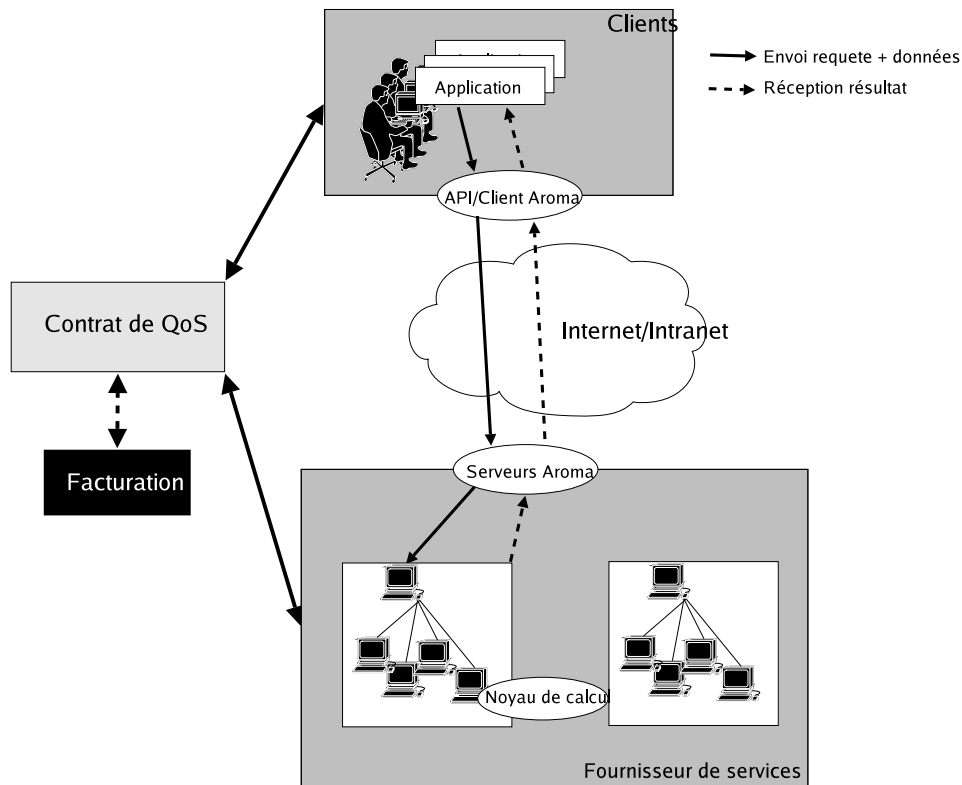 Clients
Envoi requete + données
Réception résultat
Application
API/Client Aroma
Internet/Intranet
Contrat de QoS
Facturation
Serveurs Aroma
Noyau de calcul
Fournisseur de services